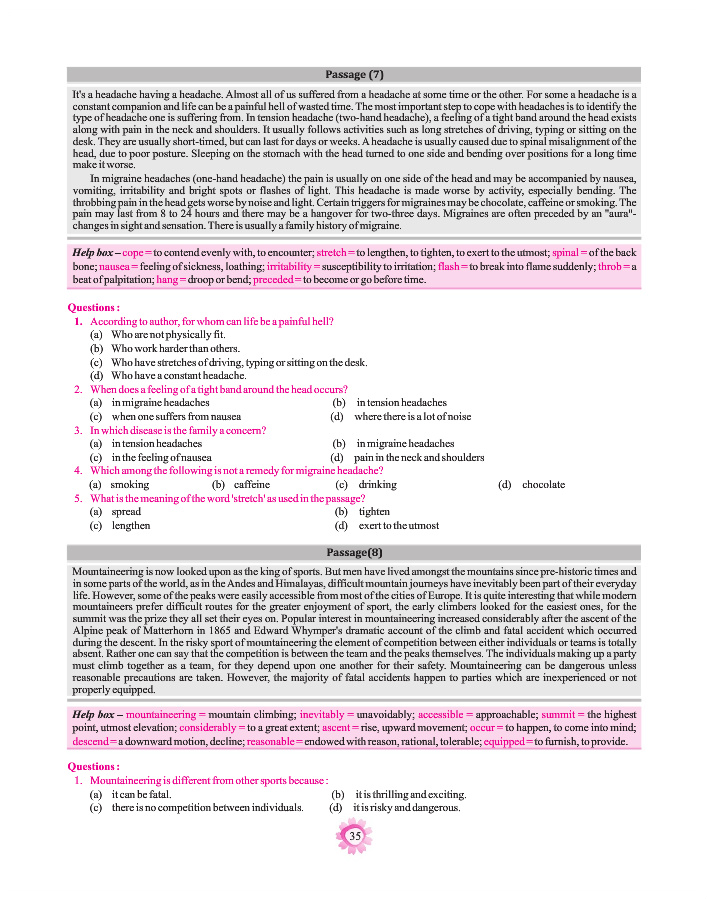 Passage (7)
It's a headache having a headache. Almost all of us suffered from a headache at some time or the other. For some a headache is a
constant companion and life can be a painful hell of wasted time. The most important step to cope with headaches is to identify the
type of headache one is suffering from. In tension headache (two-hand headache), a feeling of a tight band around the head exists
along with pain in the neck and shoulders. It usually follows activities such as long stretches of driving, typing or sitting on the
desk. They are usually short-timed, but can last for days or weeks. A headache is usually caused due to spinal misalignment of the
head, due to poor posture. Sleeping on the stomach with the head turned to one side and bending over positions for a long time
make it worse.
In migraine headaches (one-hand headache) the pain is usually on one side of the head and may be accompanied by nausea,
vomiting, irritability and bright spots or flashes of light. This headache is made worse by activity, especially bending. The
throbbing pain in the head gets worse by noise and light. Certain triggers for migraines may be chocolate, caffeine or smoking. The
pain may last from 8 to 24 hours and there may be a hangover for two-three days. Migraines are often preceded by an "aura"-
changes in sight and sensation. There is usually a family history of migraine.
Help box – cope = to contend evenly with, to encounter; stretch = to lengthen, to tighten, to exert to the utmost; spinal = of the back
bone; nausea = feeling of sickness, loathing; irritability = susceptibility to irritation; flash = to break into flame suddenly; throb = a
beat of palpitation; hang = droop or bend; preceded = to become or go before time.
Questions :
1. According to author, for whom can life be a painful hell?
(a) Who are not physically fit.
(b) Who work harder than others.
(c) Who have stretches of driving, typing or sitting on the desk.
(d) Who have a constant headache.
2. When does a feeling of a tight band around the head occurs?
(a) in migraine headaches (b) in tension headaches
(c) when one suffers from nausea (d) where there is a lot of noise
3. In which disease is the family a concern?
(a) in tension headaches (b) in migraine headaches
(c) in the feeling of nausea (d) pain in the neck and shoulders
4. Which among the following is not a remedy for migraine headache?
(a) smoking (b) caffeine (c) drinking (d) chocolate
5. What is the meaning of the word 'stretch' as used in the passage?
(a) spread (b) tighten
(c) lengthen (d) exert to the utmost
Passage(8)
Mountaineering is now looked upon as the king of sports. But men have lived amongst the mountains since pre-historic times and
in some parts of the world, as in the Andes and Himalayas, difficult mountain journeys have inevitably been part of their everyday
life. However, some of the peaks were easily accessible from most of the cities of Europe. It is quite interesting that while modern
mountaineers prefer difficult routes for the greater enjoyment of sport, the early climbers looked for the easiest ones, for the
summit was the prize they all set their eyes on. Popular interest in mountaineering increased considerably after the ascent of the
Alpine peak of Matterhorn in 1865 and Edward Whymper's dramatic account of the climb and fatal accident which occurred
during the descent. In the risky sport of mountaineering the element of competition between either individuals or teams is totally
absent. Rather one can say that the competition is between the team and the peaks themselves. The individuals making up a party
must climb together as a team, for they depend upon one another for their safety. Mountaineering can be dangerous unless
reasonable precautions are taken. However, the majority of fatal accidents happen to parties which are inexperienced or not
properly equipped.
Help box – mountaineering = mountain climbing; inevitably = unavoidably; accessible = approachable; summit = the highest
point, utmost elevation; considerably = to a great extent; ascent = rise, upward movement; occur = to happen, to come into mind;
descend = a downward motion, decline; reasonable = endowed with reason, rational, tolerable; equipped = to furnish, to provide.
Questions :
1. Mountaineering is different from other sports because :
(a) it can be fatal. (b) it is thrilling and exciting.
(c) there is no competition between individuals. (d) it is risky and dangerous.
35